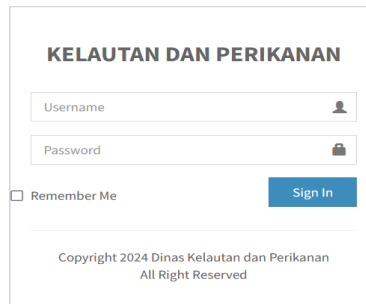 KELAUTAN DAN PERIKANAN
Username
Password
Remember Me
Sign In
Copyright 2024 Dinas Kelautan dan Perikanan
All Right Reserved